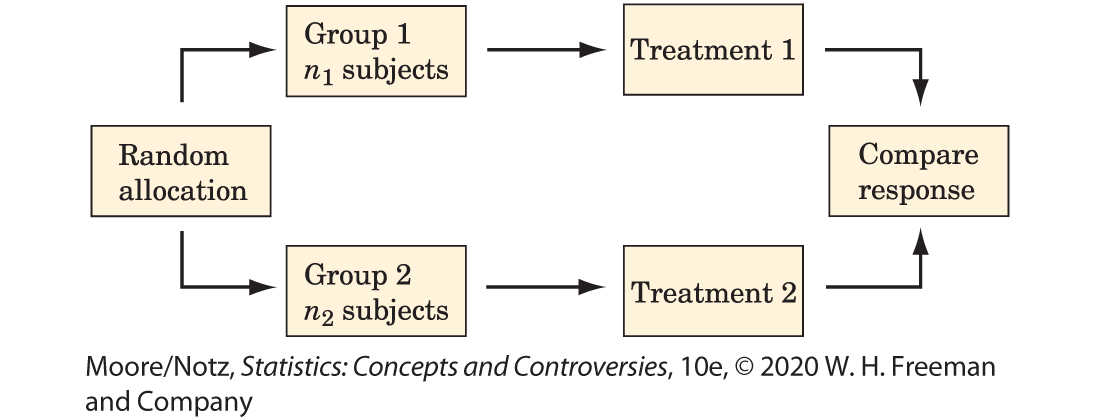 Group 1
n₁ subjects
Treatment 1
Random
allocation
Compare
response
Group 2
n₂ subjects
Treatment 2
Moore/Notz, Statistics: Concepts and Controversies, 10e, © 2020 W. H. Freeman
and Company